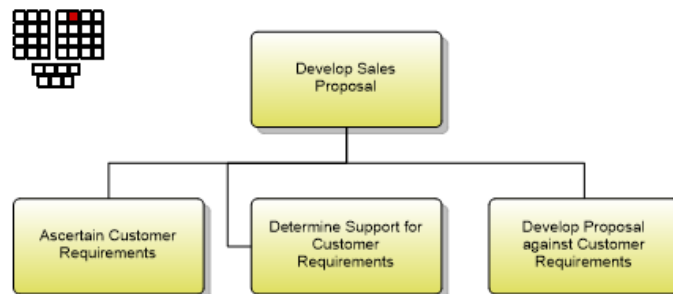 Develop Sales
Proposal
Ascertain Customer
Requirements
Determine Support for
Customer
Requirements
Develop Proposal
against Customer
Requirements